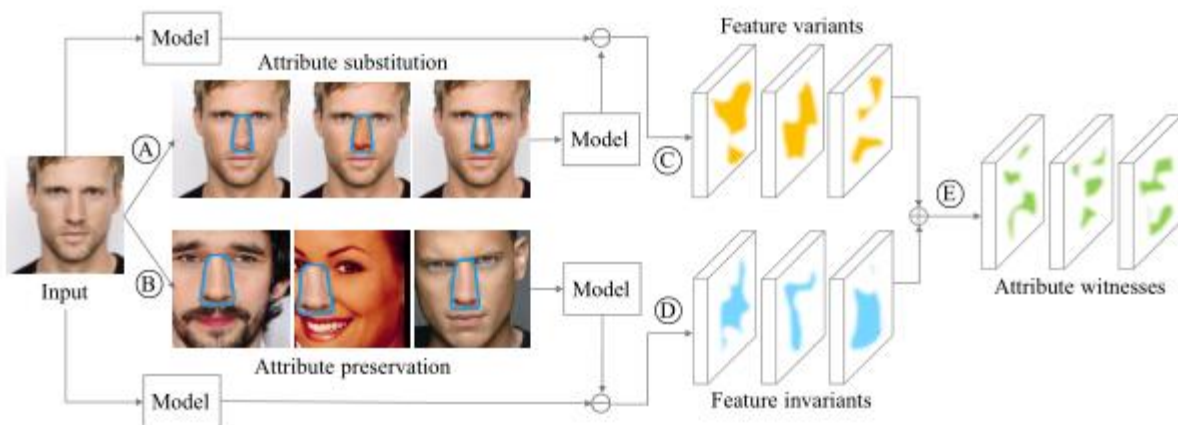 Model
Attribute substitution
Feature variants
A
Model
C
E
Input
B
Model
D
Attribute witnesses
Attribute preservation
Model
Feature invariants